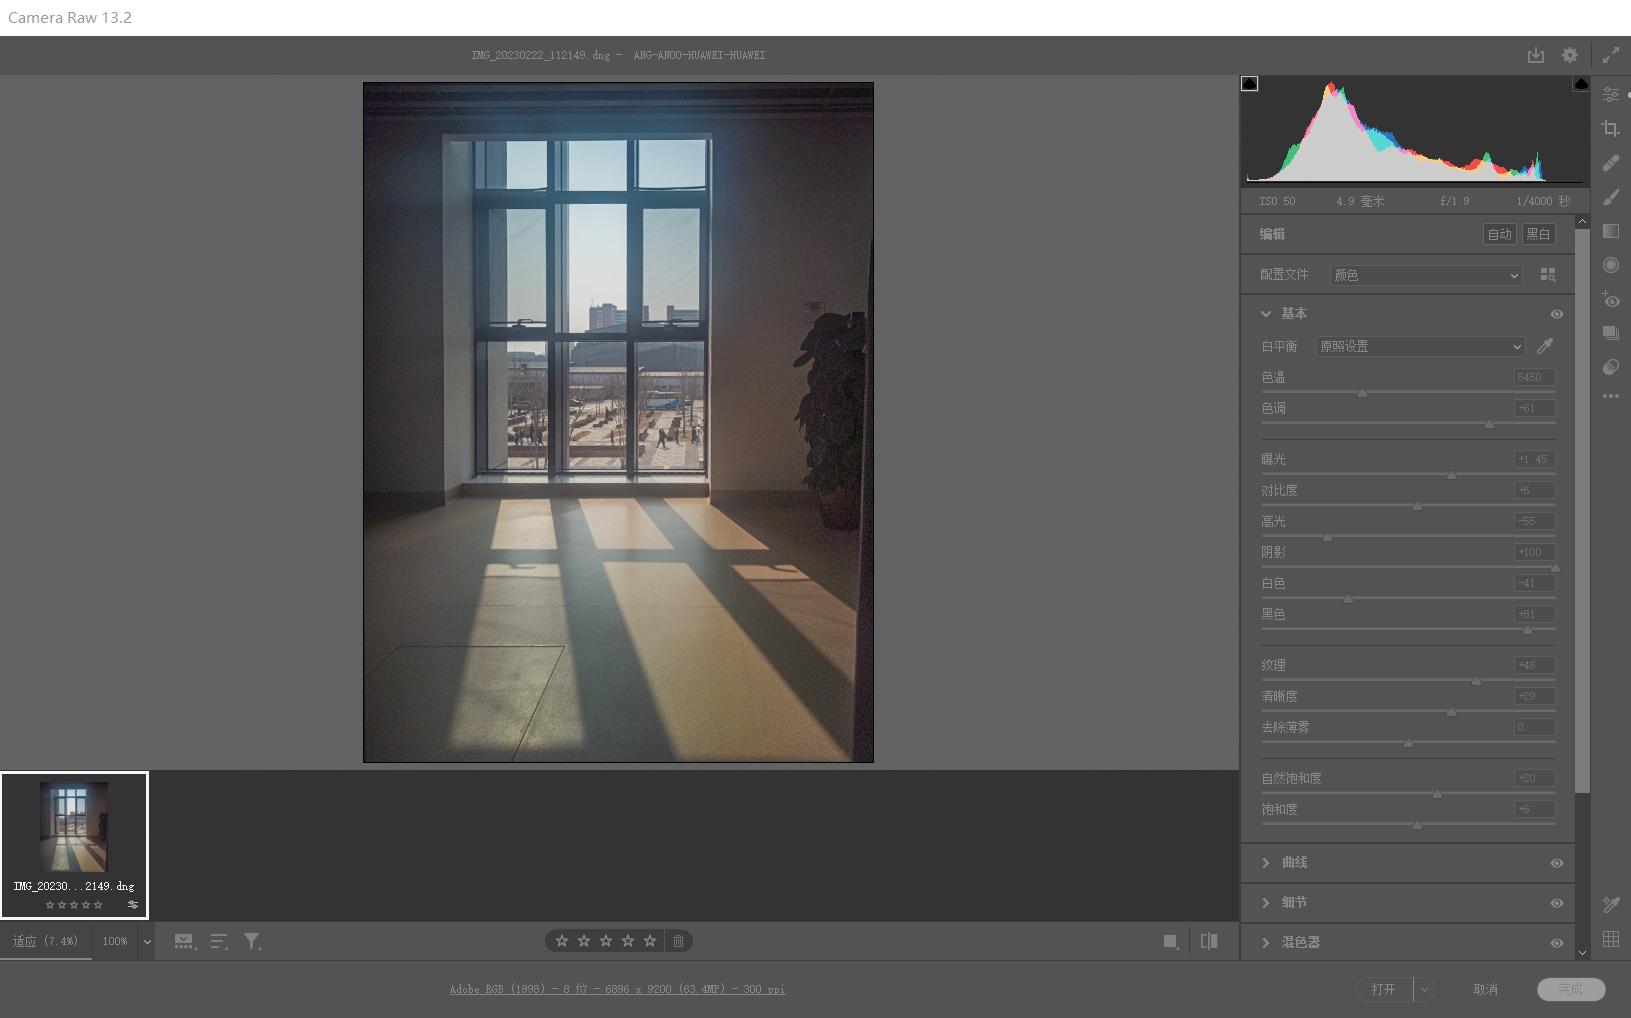 Camera Raw 13.2
IMG_20230222_112149.dng - ANG-AN00-HUAWEI-HUAWEI
ISO 50 4.9 毫米 f/1.9 1/4000 秒
编辑 自动 黑白
配置文件 颜色
基本
白平衡 原照设置
色温 5450
色调 +61
曝光 +1.45
对比度 +6
高光 -55
阴影 +100
白色 -41
黑色 +81
纹理 +46
清晰度 +29
去除薄雾 0
自然饱和度 +20
饱和度 +6
曲线
细节
混色器
IMG_20230...2149.dng
适应 (7.4%) 100%
Adobe RGB (1998) - 8 位 - 6896 x 9200 (63.4MP) - 300 ppi
打开 取消 完成